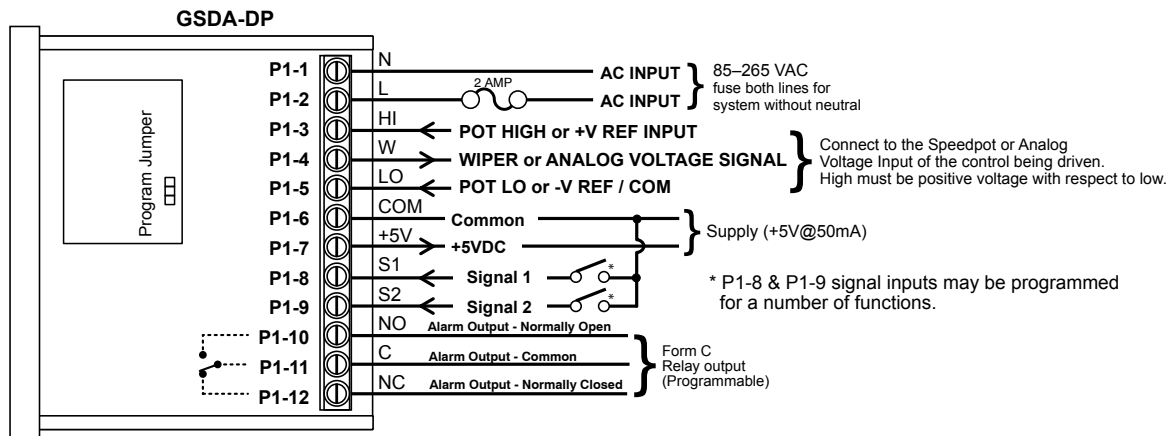 GSDA-DP
Program Jumper
P1-1 N AC INPUT
P1-2 L 2 AMP AC INPUT
85–265 VAC
fuse both lines for
system without neutral
P1-3 HI POT HIGH or +V REF INPUT
P1-4 W WIPER or ANALOG VOLTAGE SIGNAL
P1-5 LO POT LO or -V REF / COM
Connect to the Speedpot or Analog
Voltage Input of the control being driven.
High must be positive voltage with respect to low.
P1-6 COM Common
P1-7 +5V +5VDC
Supply (+5V@50mA)
P1-8 S1 Signal 1 *
P1-9 S2 Signal 2 *
* P1-8 & P1-9 signal inputs may be programmed
for a number of functions.
P1-10 NO Alarm Output - Normally Open
P1-11 C Alarm Output - Common
P1-12 NC Alarm Output - Normally Closed
Form C
Relay output
(Programmable)